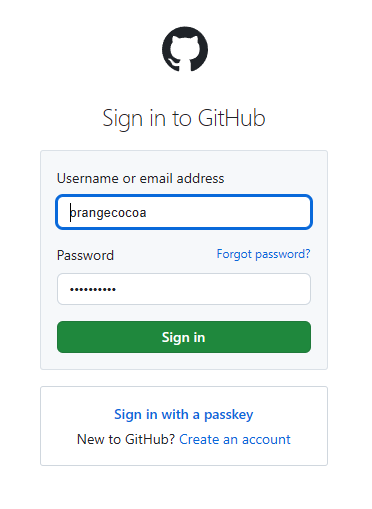 Sign in to GitHub
Username or email address
orangecocoa
Password Forgot password?
••••••••••
Sign in
Sign in with a passkey
New to GitHub? Create an account